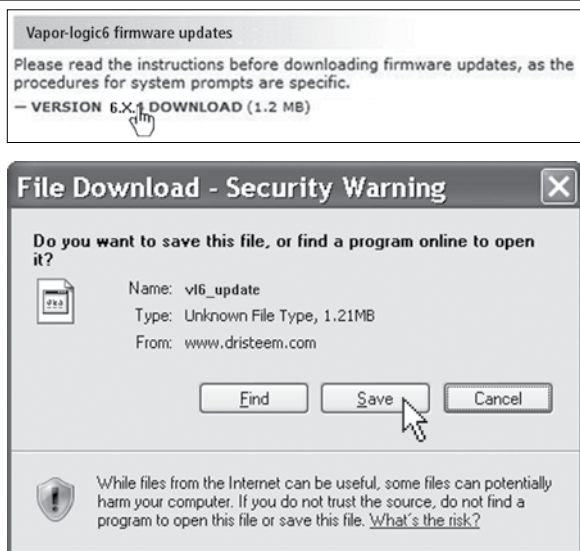 Vapor-logic6 firmware updates
Please read the instructions before downloading firmware updates, as the
procedures for system prompts are specific.
— VERSION 6.X.1 DOWNLOAD (1.2 MB)
File Download - Security Warning
Do you want to save this file, or find a program online to open
it?
Name: vl6_update
Type: Unknown File Type, 1.21MB
From: www.dristeem.com
Find Save Cancel
While files from the Internet can be useful, some files can potentially
harm your computer. If you do not trust the source, do not find a
program to open this file or save this file. What's the risk?